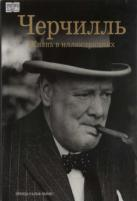 Черчилль
Жизнь в иллюстрациях